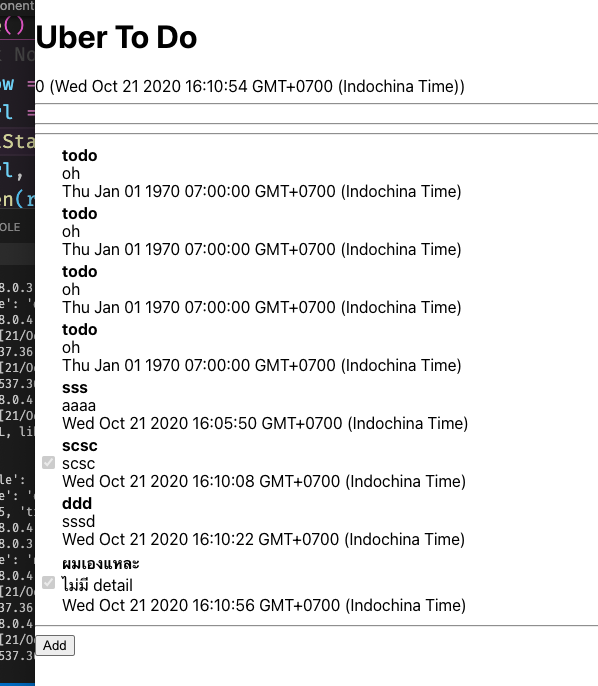 Uber To Do
0 (Wed Oct 21 2020 16:10:54 GMT+0700 (Indochina Time))
todo
oh
Thu Jan 01 1970 07:00:00 GMT+0700 (Indochina Time)
todo
oh
Thu Jan 01 1970 07:00:00 GMT+0700 (Indochina Time)
todo
oh
Thu Jan 01 1970 07:00:00 GMT+0700 (Indochina Time)
todo
oh
Thu Jan 01 1970 07:00:00 GMT+0700 (Indochina Time)
sss
aaaa
Wed Oct 21 2020 16:05:50 GMT+0700 (Indochina Time)
scsc
scsc
Wed Oct 21 2020 16:10:08 GMT+0700 (Indochina Time)
ddd
sssd
Wed Oct 21 2020 16:10:22 GMT+0700 (Indochina Time)
ผมเองแหละ
ไม่มี detail
Wed Oct 21 2020 16:10:56 GMT+0700 (Indochina Time)
Add